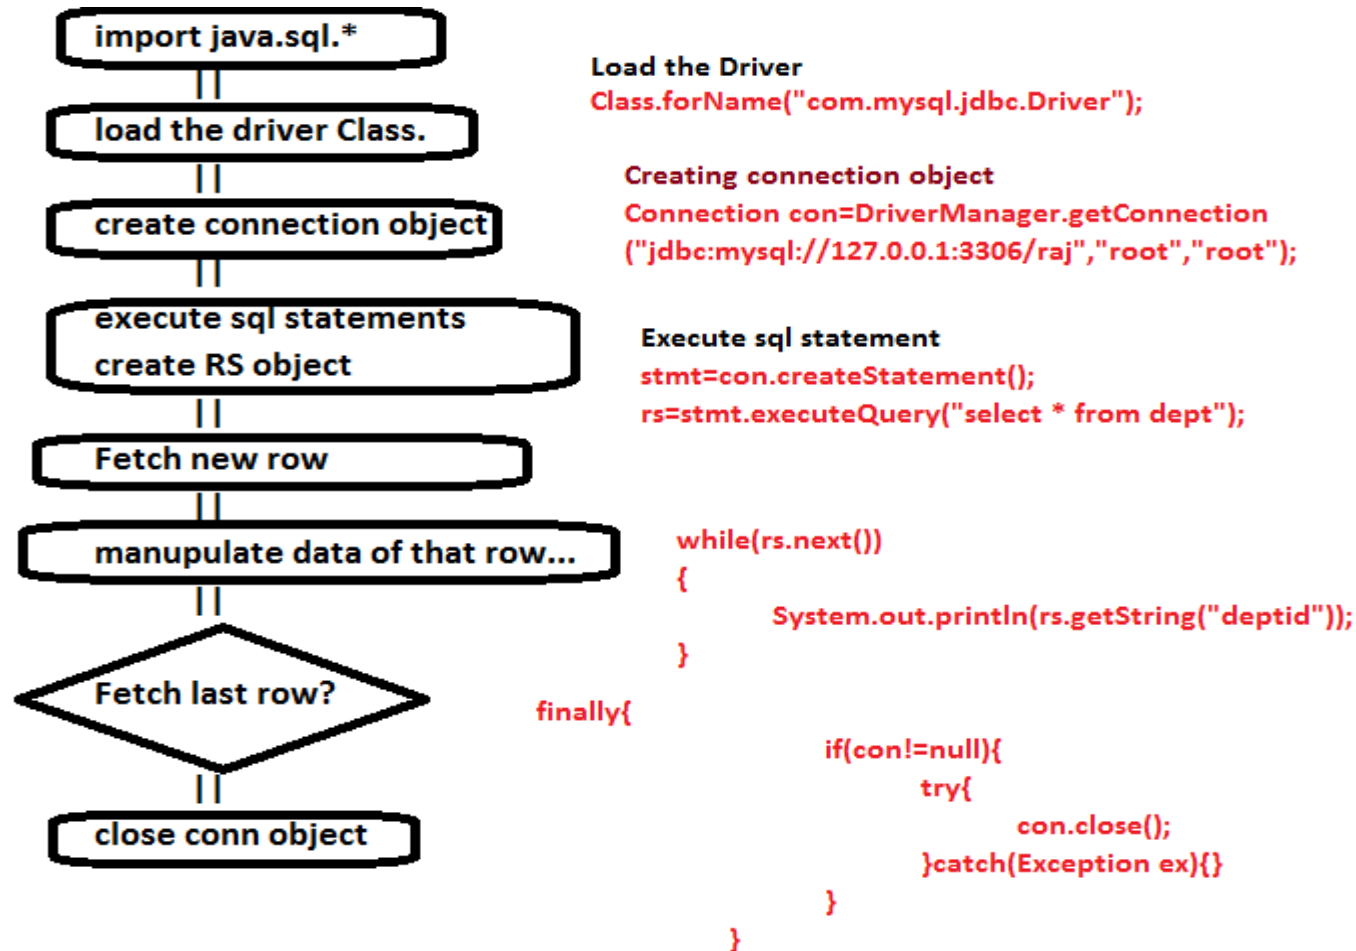 import java.sql.*
load the driver Class.
create connection object
execute sql statements
create RS object
Fetch new row
manupulate data of that row...
Fetch last row?
close conn object
Load the Driver
Class.forName("com.mysql.jdbc.Driver");
Creating connection object
Connection con=DriverManager.getConnection
("jdbc:mysql://127.0.0.1:3306/raj","root","root");
Execute sql statement
stmt=con.createStatement();
rs=stmt.executeQuery("select * from dept");
while(rs.next())
{
System.out.println(rs.getString("deptid"));
}
finally{
if(con!=null){
try{
con.close();
}catch(Exception ex){}
}
}